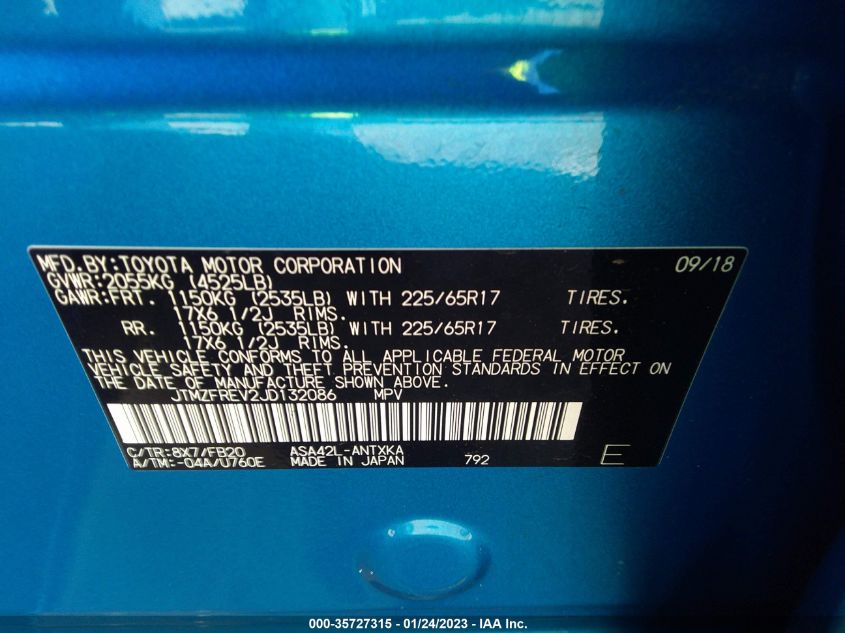 MFD.BY:TOYOTA MOTOR CORPORATION 09/18
GVWR:2055KG (4525LB)
GAWR:FRT. 1150KG (2535LB) WITH 225/65R17 TIRES.
17X6 1/2J RIMS.
RR. 1150KG (2535LB) WITH 225/65R17 TIRES.
17X6 1/2J RIMS.
THIS VEHICLE CONFORMS TO ALL APPLICABLE FEDERAL MOTOR
VEHICLE SAFETY AND THEFT PREVENTION STANDARDS IN EFFECT ON
THE DATE OF MANUFACTURE SHOWN ABOVE.
JTMZFREV2JD132086 MPV
C/TR:8X7/FB20 ASA42L-ANTXKA
A/TM:-04A/U760E MADE IN JAPAN 792 E
000-35727315 - 01/24/2023 - IAA Inc.